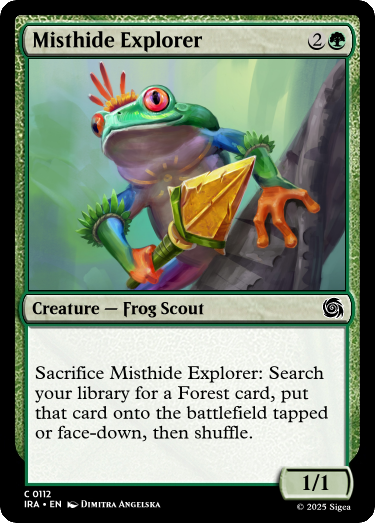 Misthide Explorer 2
Creature — Frog Scout
Sacrifice Misthide Explorer: Search
your library for a Forest card, put
that card onto the battlefield tapped
or face-down, then shuffle.
1/1
C 0112
IRA • EN Dimitra Angelska
© 2025 Sigea